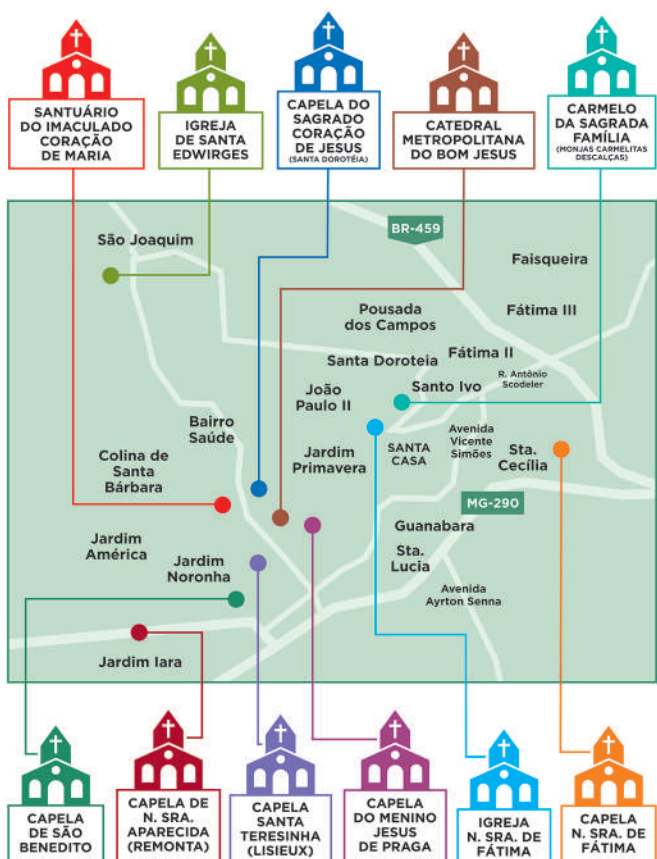 SANTUÁRIO
DO IMACULADO
CORAÇÃO
DE MARIA
IGREJA
DE SANTA
EDWIRGES
CAPELA DO
SAGRADO
CORAÇÃO
DE JESUS
(SANTA DOROTÉIA)
CATEDRAL
METROPOLITANA
DO BOM JESUS
CARMELO
DA SAGRADA
FAMÍLIA
(MONJAS CARMELITAS
DESCALÇAS)
São Joaquim
BR-459
Faisqueira
Pousada
dos Campos
Fátima III
Santa Doroteia
Fátima II
R. Antônio
Scodeler
João
Paulo II
Santo Ivo
Bairro
Saúde
Jardim
Primavera
SANTA
CASA
Avenida
Vicente
Simões
Sta.
Cecília
Colina de
Santa
Bárbara
MG-290
Jardim
América
Guanabara
Jardim
Noronha
Sta.
Lucia
Avenida
Ayrton Senna
Jardim Iara
CAPELA
DE SÃO
BENEDITO
CAPELA DE
N. SRA.
APARECIDA
(REMONTA)
CAPELA
SANTA
TERESINHA
(LISIEUX)
CAPELA
DO MENINO
JESUS
DE PRAGA
IGREJA
N. SRA. DE
FÁTIMA
CAPELA
N. SRA. DE
FÁTIMA